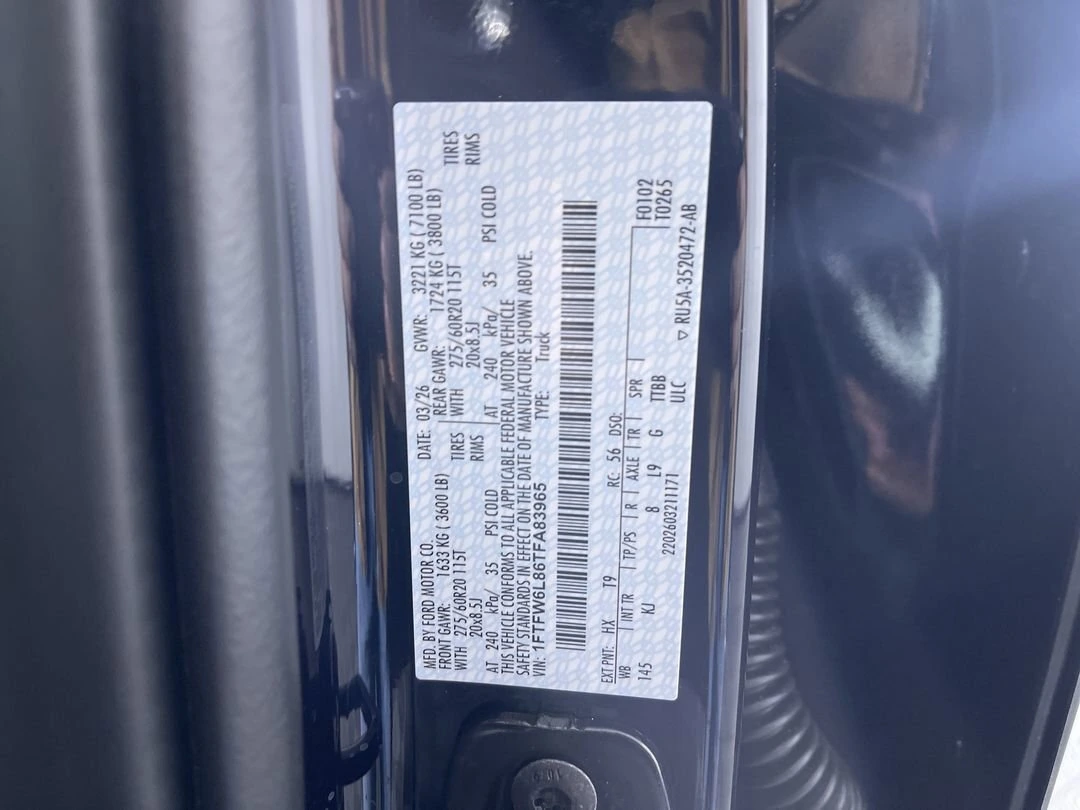 MFD. BY FORD MOTOR CO. DATE: 03/26 GVWR: 3221 KG ( 7100 LB)
FRONT GAWR: 1633 KG ( 3600 LB) REAR GAWR: 1724 KG ( 3800 LB)
WITH 275/60R20 115T TIRES WITH 275/60R20 115T TIRES
20x8.5J RIMS 20x8.5J RIMS
AT 240 kPa/ 35 PSI COLD AT 240 kPa/ 35 PSI COLD
THIS VEHICLE CONFORMS TO ALL APPLICABLE FEDERAL MOTOR VEHICLE
SAFETY STANDARDS IN EFFECT ON THE DATE OF MANUFACTURE SHOWN ABOVE.
VIN: 1FTFW6L86TFA83965 TYPE: Truck
EXT PNT: HX T9 RC: 56 DSO: F0102
WB INT TR TP/PS R AXLE TR SPR T0265
145 KJ 8 L9 G TTBB
2202603211171 ULC
▽ RU5A-3520472-AB
10.9